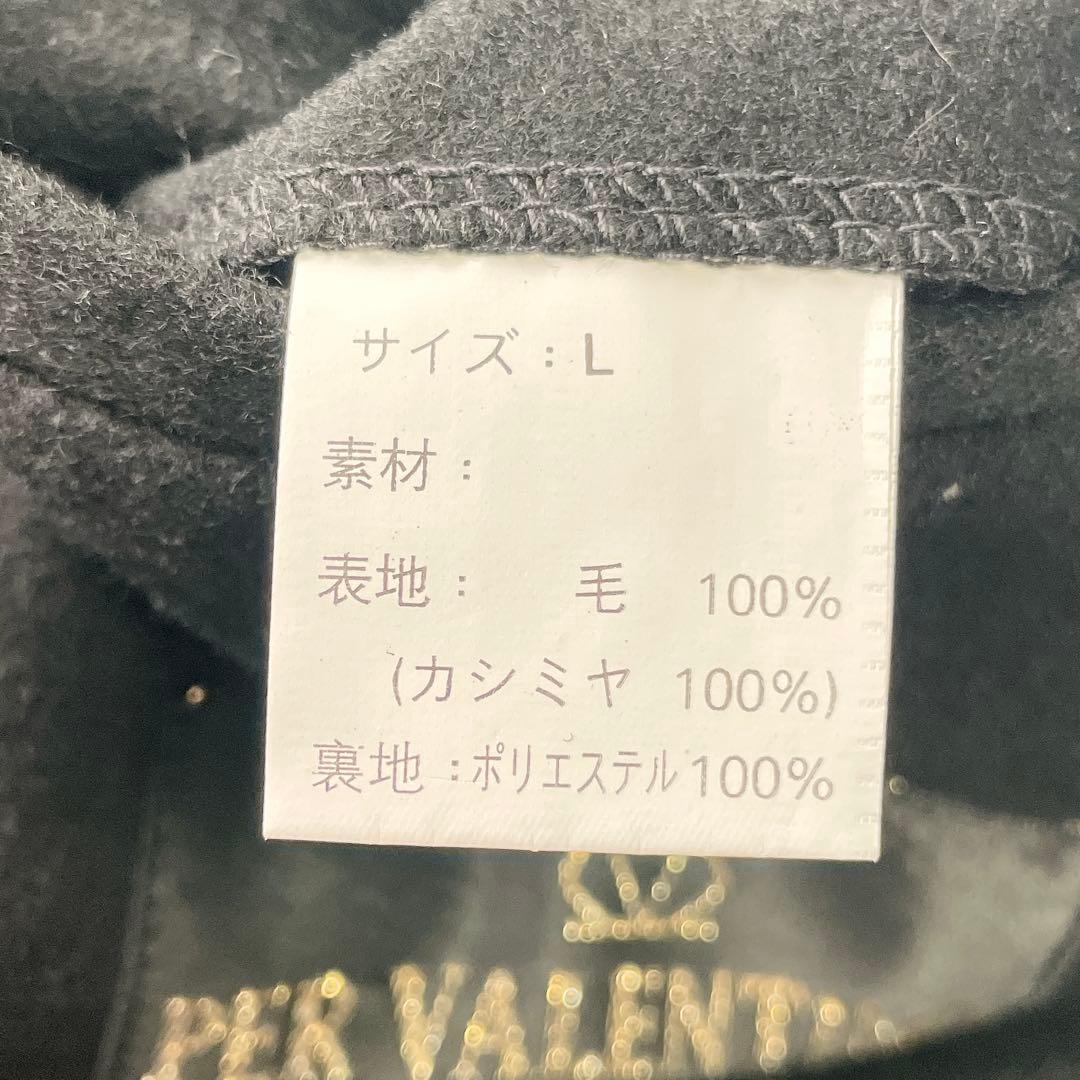 サイズ：L
素材：
表地：　毛　100%
(カシミヤ 100%)
裏地：ポリエステル100%
PER VALENT